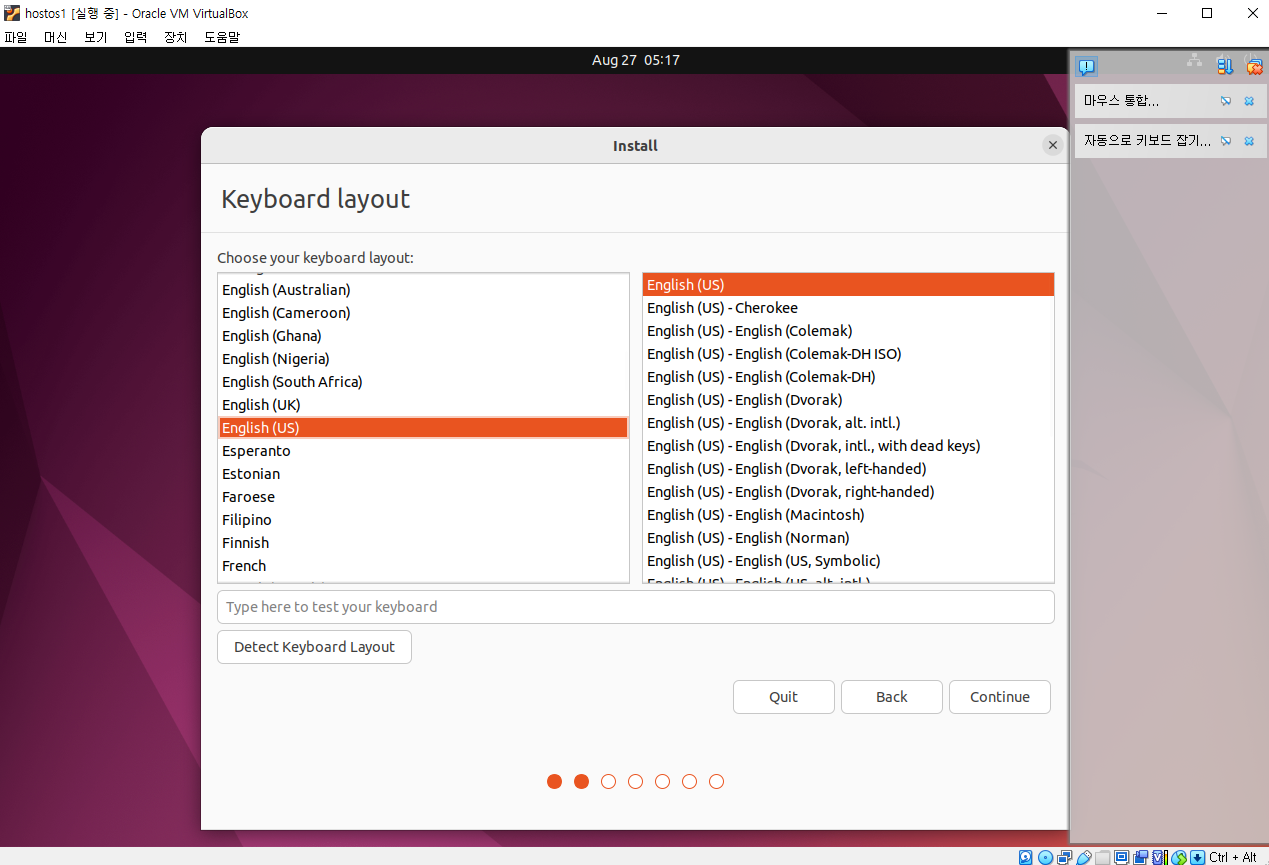 hostos1 [실행 중] - Oracle VM VirtualBox
파일 머신 보기 입력 장치 도움말
Aug 27 05:17
마우스 통합...
자동으로 키보드 잡기...
Install
Keyboard layout
Choose your keyboard layout:
English (Australian)
English (Cameroon)
English (Ghana)
English (Nigeria)
English (South Africa)
English (UK)
English (US)
Esperanto
Estonian
Faroese
Filipino
Finnish
French
English (US)
English (US) - Cherokee
English (US) - English (Colemak)
English (US) - English (Colemak-DH ISO)
English (US) - English (Colemak-DH)
English (US) - English (Dvorak)
English (US) - English (Dvorak, alt. intl.)
English (US) - English (Dvorak, intl., with dead keys)
English (US) - English (Dvorak, left-handed)
English (US) - English (Dvorak, right-handed)
English (US) - English (Macintosh)
English (US) - English (Norman)
English (US) - English (US, Symbolic)
English (US) - English (US, alt. intl.)
Type here to test your keyboard
Detect Keyboard Layout
Quit Back Continue
Ctrl + Alt